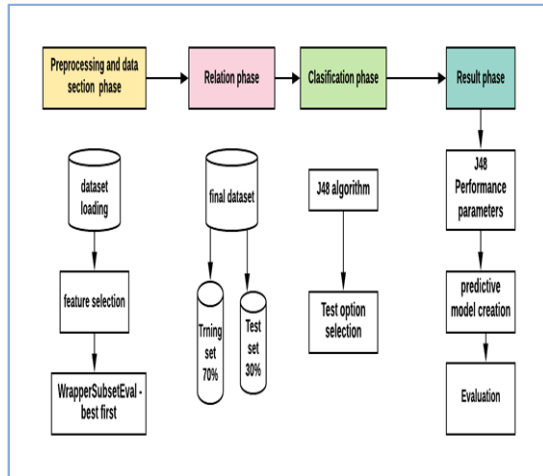 Preprocessing and data
section phase
Relation phase
Clasification phase
Result phase
dataset
loading
feature selection
WrapperSubsetEval -
best first
final dataset
Trning
set
70%
Test
set
30%
J48 algorithm
Test option
selection
J48
Performance
parameters
predictive
model creation
Evaluation